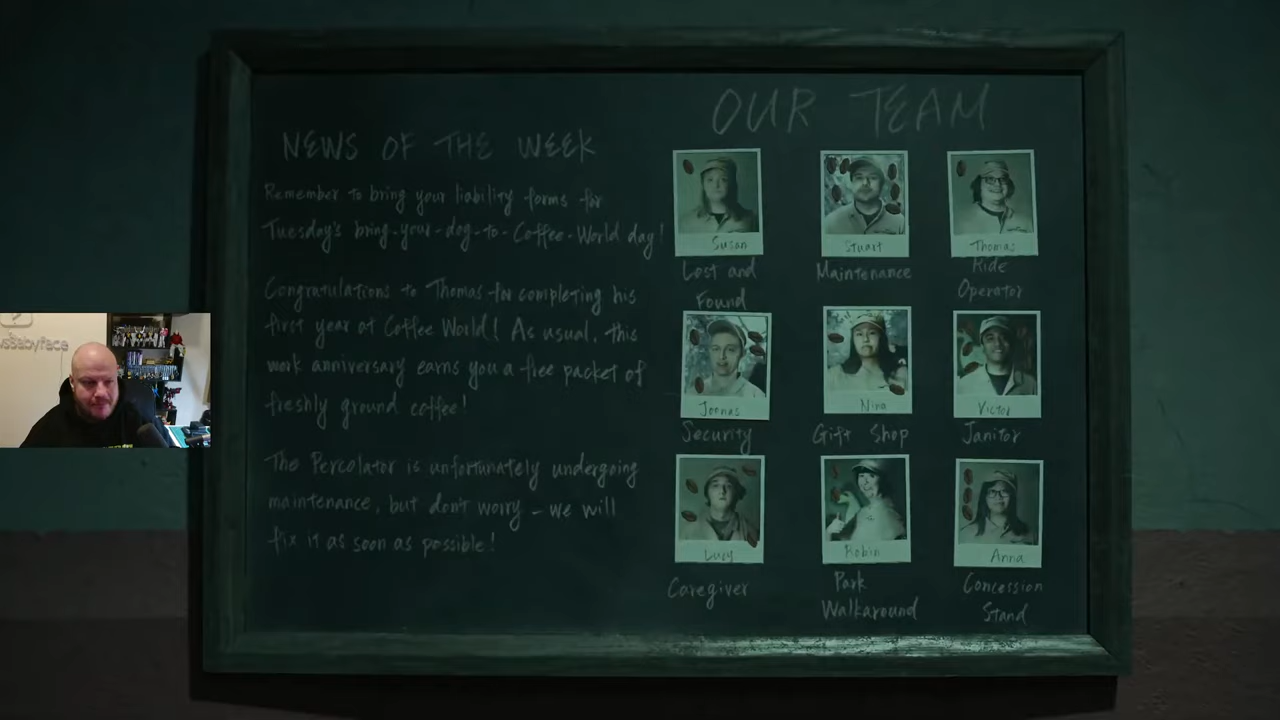 OUR TEAM
NEWS OF THE WEEK
Remember to bring your liability forms for
Tuesday's bring-your-dog-to-Coffee-World day!
Congratulations to Thomas for completing his
first year at Coffee World! As usual, this
work anniversary earns you a free packet of
freshly ground coffee!
The Percolator is unfortunately undergoing
maintenance, but don't worry - we will
fix it as soon as possible!
Susan
Lost and
Found
Stuart
Maintenance
Thomas
Ride
Operator
Joonas
Security
Nina
Gift Shop
Victor
Janitor
Lucy
Caregiver
Robin
Park
Walkaround
Anna
Concession
Stand